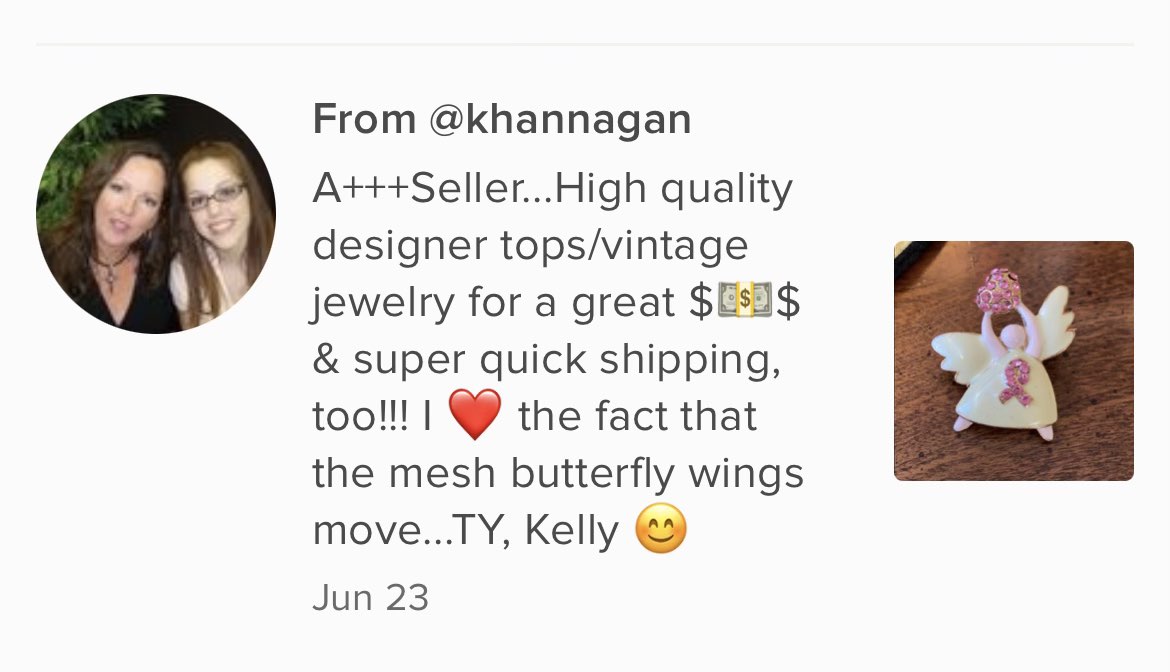 From @khannagan
A+++Seller...High quality
designer tops/vintage
jewelry for a great $💵$
& super quick shipping,
too!!! I ❤️ the fact that
the mesh butterfly wings
move...TY, Kelly 😊
Jun 23